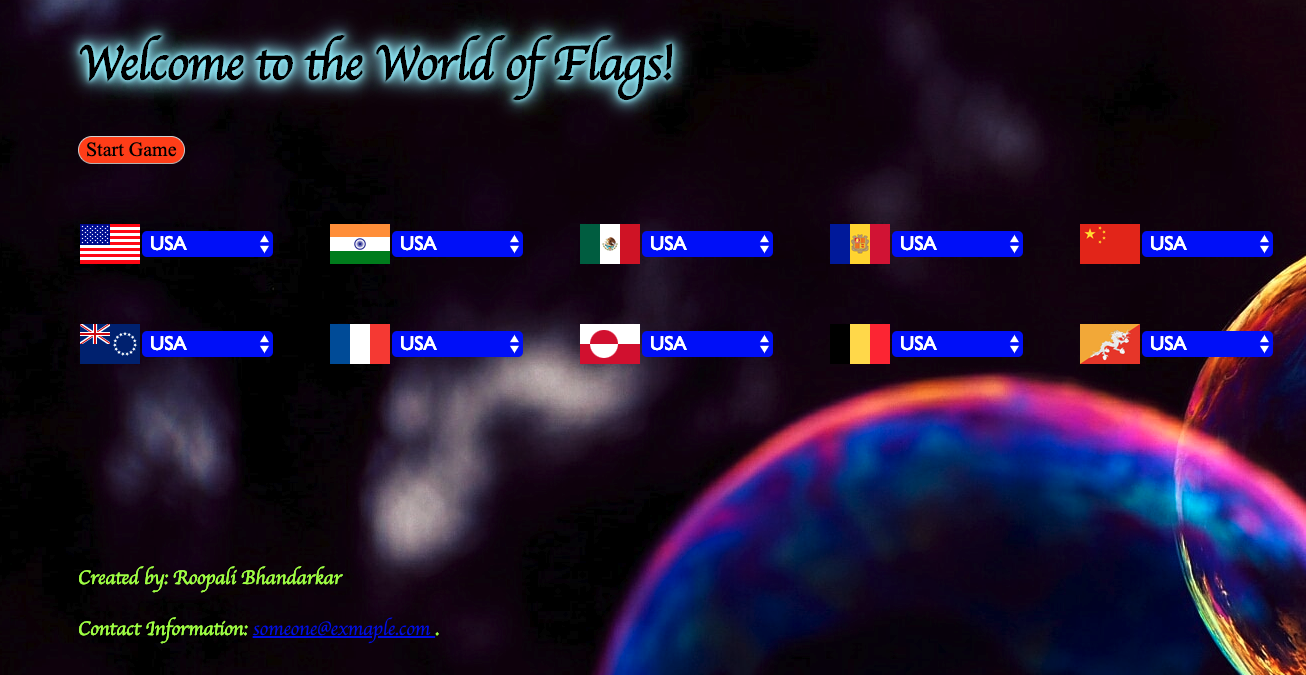 Welcome to the World of Flags!
Start Game
USA USA USA USA USA
USA USA USA USA USA
Created by: Roopali Bhandarkar
Contact Information: someone@exmaple.com .